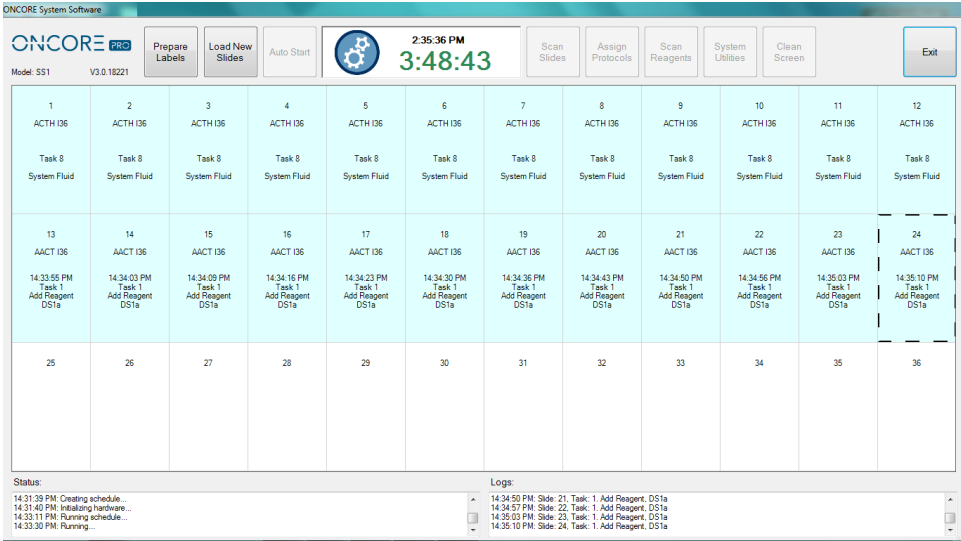 ONCORE System Software
ONCORE PRO
Prepare Labels
Load New Slides
Auto Start
2:35:36 PM
3:48:43
Scan Slides
Assign Protocols
Scan Reagents
System Utilities
Clean Screen
Exit
Model: SS1 V3.0.18221
1 2 3 4 5 6 7 8 9 10 11 12
ACTH I36 ACTH I36 ACTH I36 ACTH I36 ACTH I36 ACTH I36 ACTH I36 ACTH I36 ACTH I36 ACTH I36 ACTH I36 ACTH I36
Task 8 Task 8 Task 8 Task 8 Task 8 Task 8 Task 8 Task 8 Task 8 Task 8 Task 8 Task 8
System Fluid System Fluid System Fluid System Fluid System Fluid System Fluid System Fluid System Fluid System Fluid System Fluid System Fluid System Fluid
13 14 15 16 17 18 19 20 21 22 23 24
AACT I36 AACT I36 AACT I36 AACT I36 AACT I36 AACT I36 AACT I36 AACT I36 AACT I36 AACT I36 AACT I36 AACT I36
14:33:55 PM 14:34:03 PM 14:34:09 PM 14:34:16 PM 14:34:23 PM 14:34:30 PM 14:34:36 PM 14:34:43 PM 14:34:50 PM 14:34:56 PM 14:35:03 PM 14:35:10 PM
Task 1 Task 1 Task 1 Task 1 Task 1 Task 1 Task 1 Task 1 Task 1 Task 1 Task 1 Task 1
Add Reagent Add Reagent Add Reagent Add Reagent Add Reagent Add Reagent Add Reagent Add Reagent Add Reagent Add Reagent Add Reagent Add Reagent
DS1a DS1a DS1a DS1a DS1a DS1a DS1a DS1a DS1a DS1a DS1a DS1a
25 26 27 28 29 30 31 32 33 34 35 36
Status:
14:31:39 PM: Creating schedule...
14:31:40 PM: Initializing hardware...
14:33:11 PM: Running schedule...
14:33:30 PM: Running...
Logs:
14:34:50 PM: Slide: 21, Task: 1. Add Reagent, DS1a
14:34:57 PM: Slide: 22, Task: 1. Add Reagent, DS1a
14:35:03 PM: Slide: 23, Task: 1. Add Reagent, DS1a
14:35:10 PM: Slide: 24, Task: 1. Add Reagent, DS1a